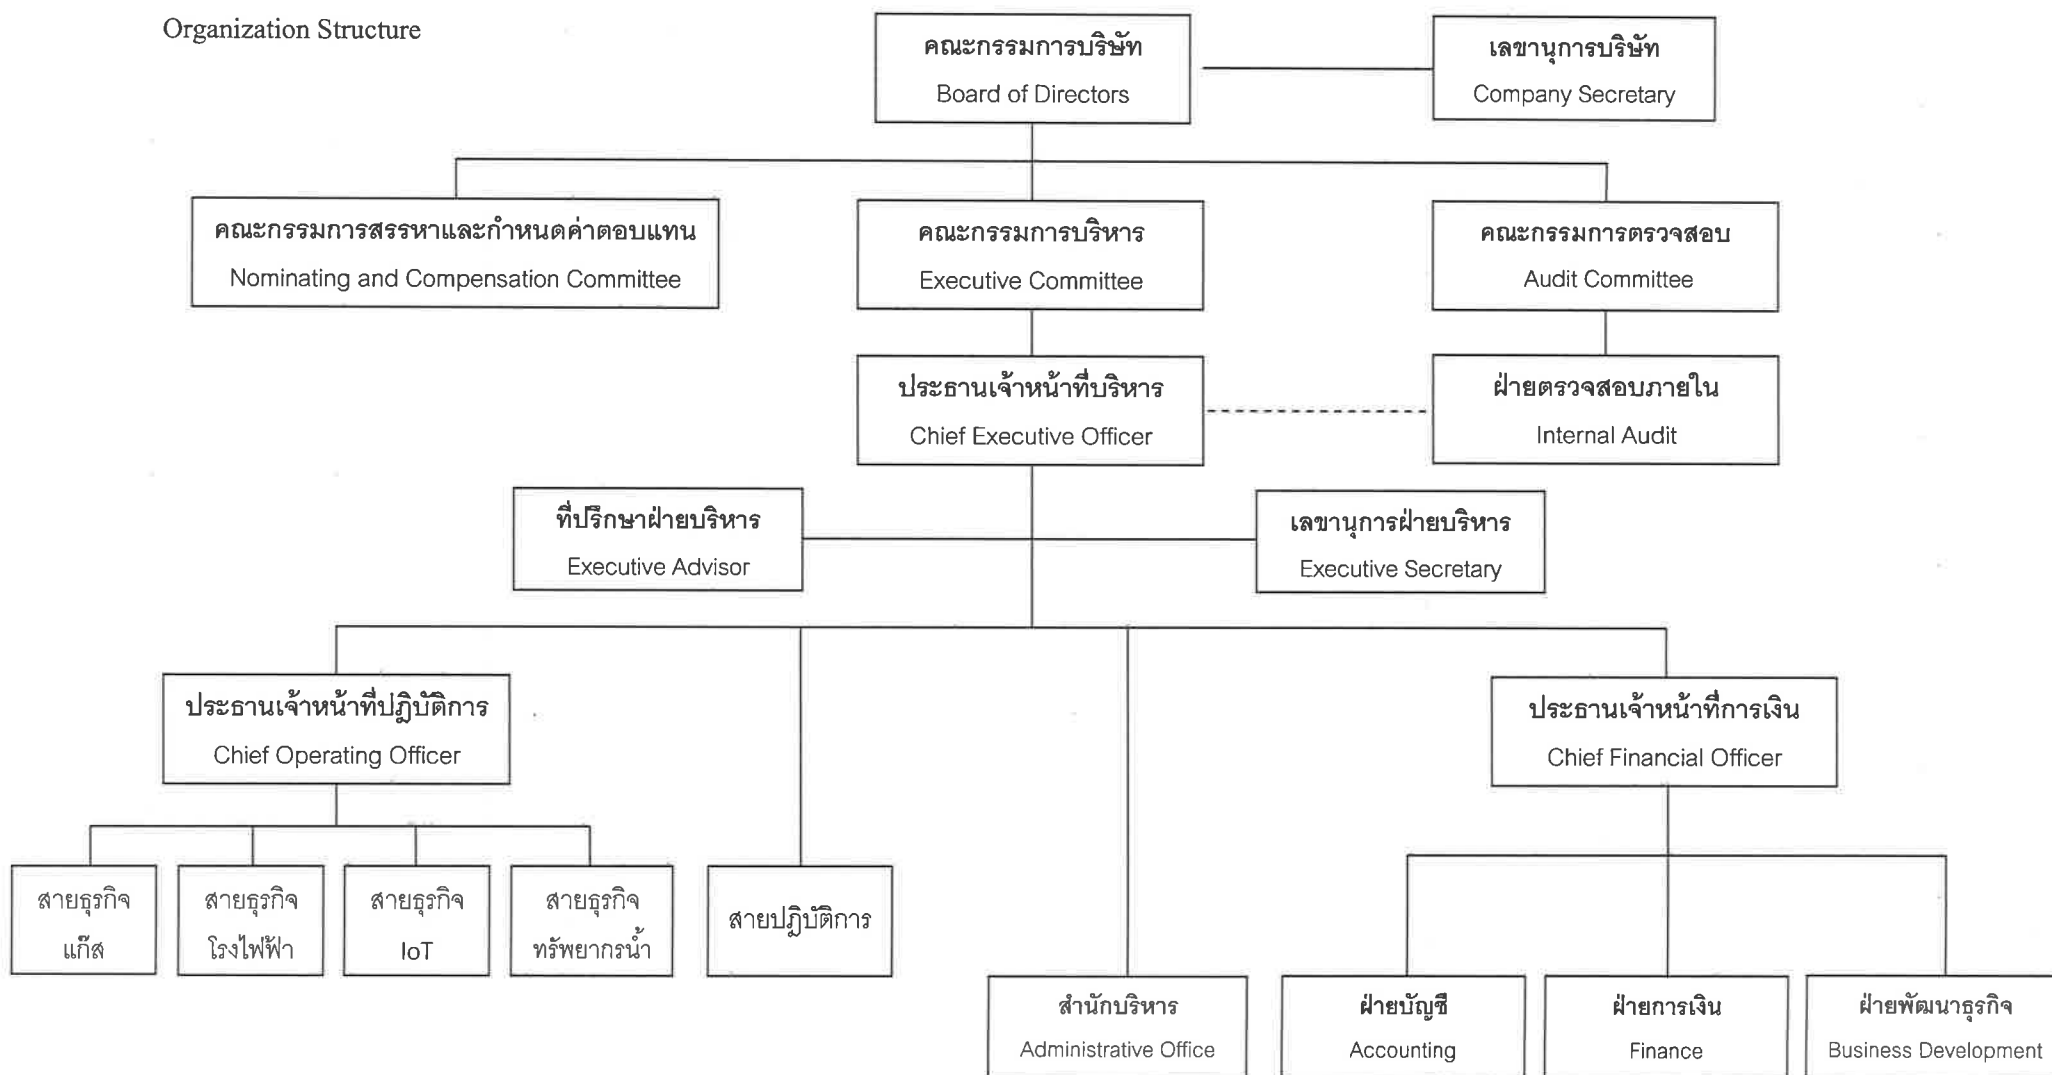 Organization Structure
คณะกรรมการบริษัท
Board of Directors
เลขานุการบริษัท
Company Secretary
คณะกรรมการสรรหาและกำหนดค่าตอบแทน
Nominating and Compensation Committee
คณะกรรมการบริหาร
Executive Committee
คณะกรรมการตรวจสอบ
Audit Committee
ประธานเจ้าหน้าที่บริหาร
Chief Executive Officer
ฝ่ายตรวจสอบภายใน
Internal Audit
ที่ปรึกษาฝ่ายบริหาร
Executive Advisor
เลขานุการฝ่ายบริหาร
Executive Secretary
ประธานเจ้าหน้าที่ปฏิบัติการ
Chief Operating Officer
ประธานเจ้าหน้าที่การเงิน
Chief Financial Officer
สายธุรกิจ
แก๊ส
สายธุรกิจ
โรงไฟฟ้า
สายธุรกิจ
IoT
สายธุรกิจ
ทรัพยากรน้ำ
สายปฏิบัติการ
สำนักบริหาร
Administrative Office
ฝ่ายบัญชี
Accounting
ฝ่ายการเงิน
Finance
ฝ่ายพัฒนาธุรกิจ
Business Development